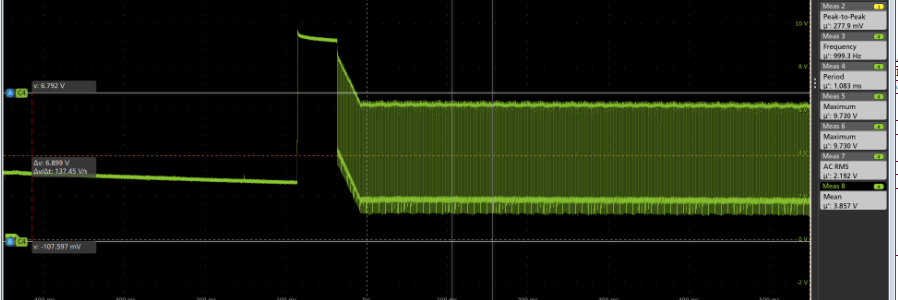 Meas 2
Peak-to-Peak
µ': 277.9 mV
Meas 3
Frequency
µ': 999.3 Hz
Meas 4
Period
µ': 1.083 ms
Meas 5
Maximum
µ': 9.730 V
Meas 6
Maximum
µ': 9.730 V
Meas 7
AC RMS
µ': 2.192 V
Meas 8
Mean
µ': 3.857 V
10 V
8 V
A C4 v: 6.792 V
4 V
Δv: 6.899 V
Δv/Δt: 137.45 V/s
0 V
B C4 v: -107.597 mV
-2 V